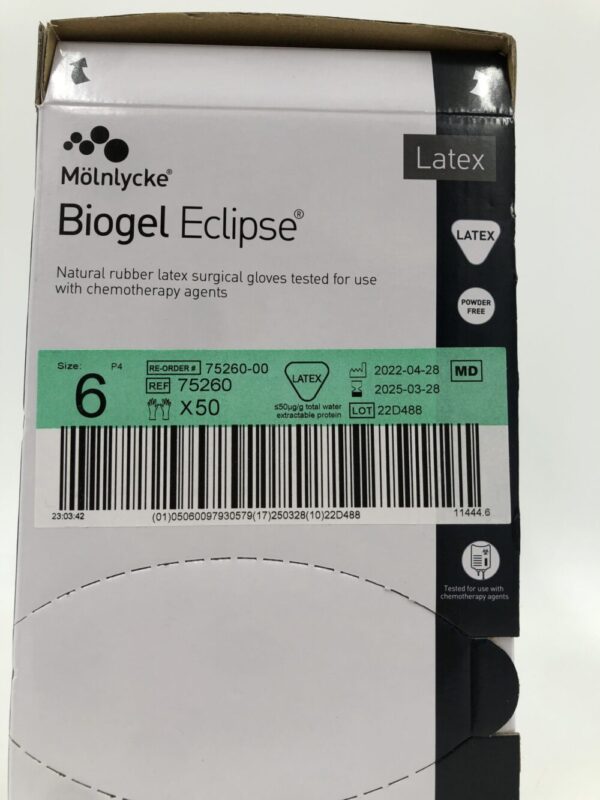 Mölnlycke®
Latex
Biogel Eclipse®
LATEX
Natural rubber latex surgical gloves tested for use
with chemotherapy agents
POWDER
FREE
Size:
6
P4
RE-ORDER # 75260-00
REF 75260
X50
LATEX
≤50µg/g total water
extractable protein
2022-04-28
2025-03-28
LOT 22D488
MD
23:03:42
(01)05060097930579(17)250328(10)22D488
11444.6
Tested for use with
chemotherapy agents